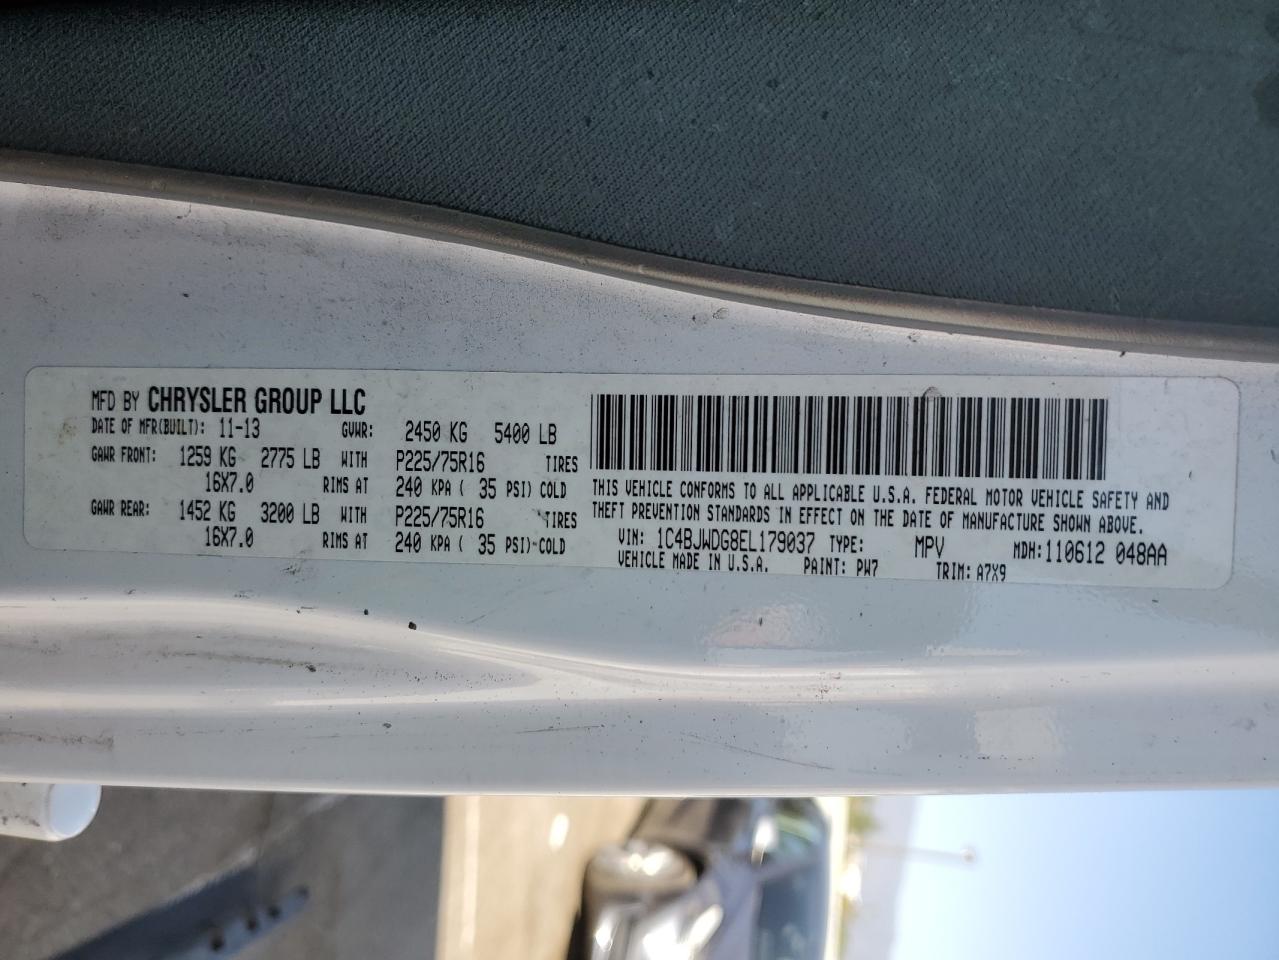 MFD BY CHRYSLER GROUP LLC
DATE OF MFR(BUILT): 11-13 GVWR: 2450 KG 5400 LB
GAWR FRONT: 1259 KG 2775 LB WITH P225/75R16 TIRES
16X7.0 RIMS AT 240 KPA ( 35 PSI) COLD
GAWR REAR: 1452 KG 3200 LB WITH P225/75R16 TIRES
16X7.0 RIMS AT 240 KPA ( 35 PSI) COLD
THIS VEHICLE CONFORMS TO ALL APPLICABLE U.S.A. FEDERAL MOTOR VEHICLE SAFETY AND
THEFT PREVENTION STANDARDS IN EFFECT ON THE DATE OF MANUFACTURE SHOWN ABOVE.
VIN: 1C4BJWDG8EL179037 TYPE: MPV MDH: 110612 048AA
VEHICLE MADE IN U.S.A. PAINT: PW7 TRIM: A7X9